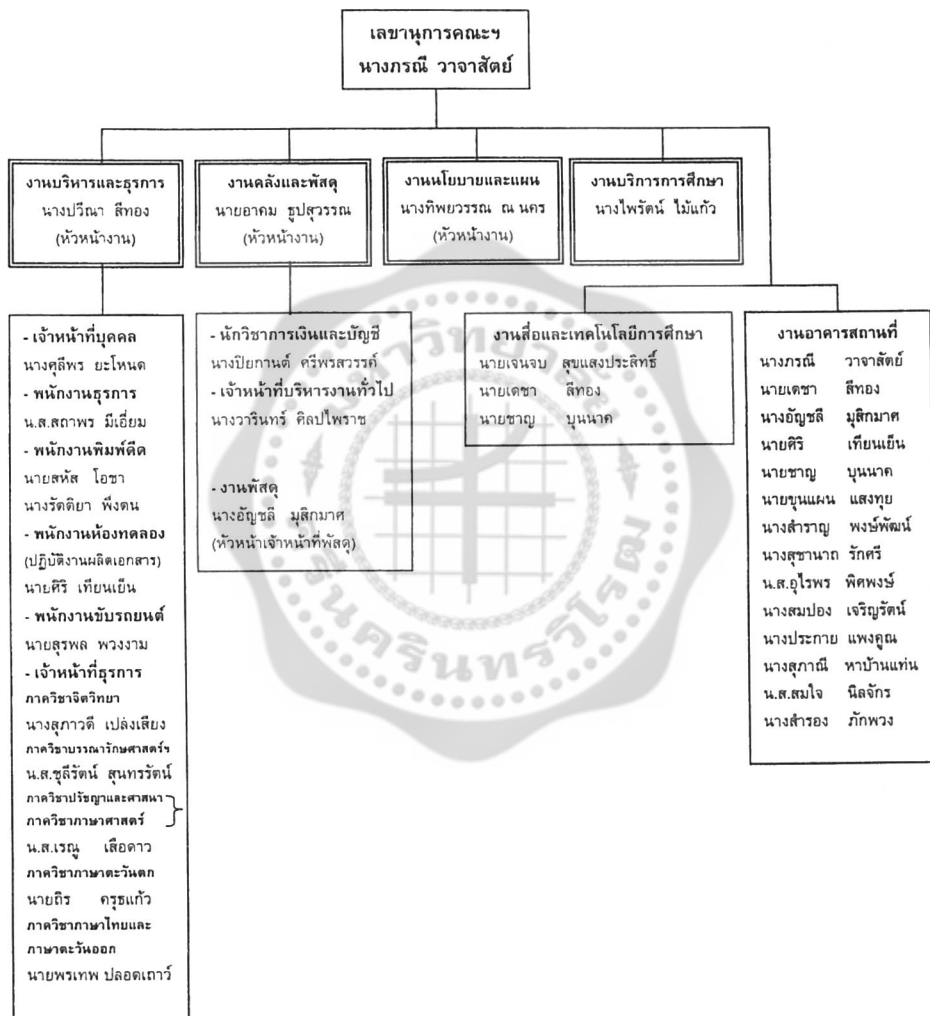 เลขานุการคณะฯ
นางภรณี วาจาสัตย์
งานบริหารและธุรการ
นางปวีณา สีทอง
(หัวหน้างาน)
งานคลังและพัสดุ
นายอาคม ธูปสุวรรณ
(หัวหน้างาน)
งานนโยบายและแผน
นางทิพยวรรณ ณ นคร
(หัวหน้างาน)
งานบริการการศึกษา
นางไพรัตน์ ไม้แก้ว
- เจ้าหน้าที่บุคคล
นางศุลีพร ยะโหนด
- พนักงานธุรการ
น.ส.สถาพร มีเอี่ยม
- พนักงานพิมพ์ดีด
นายสหัส โอชา
นางรัตติยา พึ่งตน
- พนักงานห้องทดลอง
(ปฏิบัติงานผลิตเอกสาร)
นายศิริ เทียนเย็น
- พนักงานขับรถยนต์
นายสุรพล พวงงาม
- เจ้าหน้าที่ธุรการ
ภาควิชาจิตวิทยา
นางสุภาวดี เปล่งเสียง
ภาควิชาบรรณารักษศาสตร์ฯ
น.ส.ชุลีรัตน์ สุนทรรัตน์
ภาควิชาปรัชญาและศาสนา
ภาควิชาภาษาศาสตร์
น.ส.เรณู เสือดาว
ภาควิชาภาษาตะวันตก
นายถิร ครุธแก้ว
ภาควิชาภาษาไทยและ
ภาษาตะวันออก
นายพรเทพ ปลอดเถาว์
- นักวิชาการเงินและบัญชี
นางปิยกานต์ ศรีพรสวรรค์
- เจ้าหน้าที่บริหารงานทั่วไป
นางวารินทร์ ศิลปไพราช
- งานพัสดุ
นางอัญชลี มุสิกมาศ
(หัวหน้าเจ้าหน้าที่พัสดุ)
งานสื่อและเทคโนโลยีการศึกษา
นายเจนจบ สุขแสงประสิทธิ์
นายเดชา สีทอง
นายชาญ บุนนาค
งานอาคารสถานที่
นางภรณี วาจาสัตย์
นายเดชา สีทอง
นางอัญชลี มุสิกมาศ
นายศิริ เทียนเย็น
นายชาญ บุนนาค
นายขุนแผน แสงทุย
นางสำราญ พงษ์พัฒน์
นางสุชานาถ รักศรี
น.ส.อุไรพร พิศพงษ์
นางสมปอง เจริญรัตน์
นางประกาย แพงคูณ
นางสุภาณี หาบ้านแท่น
น.ส.สมใจ นิลจักร
นางสำรอง ภักพวง
มหาวิทยาลัย
ศรีนครินทรวิโรฒ